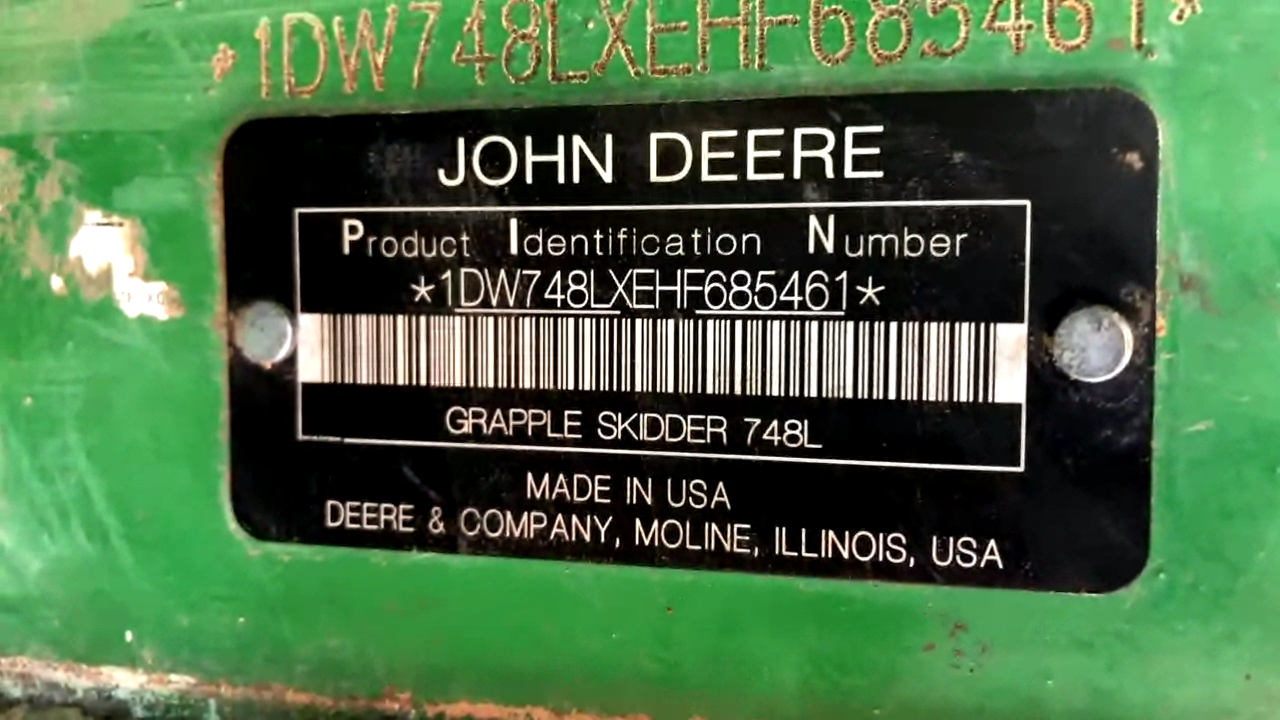 *1DW748LXEHF685461*
JOHN DEERE
Product Identification Number
*1DW748LXEHF685461*
GRAPPLE SKIDDER 748L
MADE IN USA
DEERE & COMPANY, MOLINE, ILLINOIS, USA